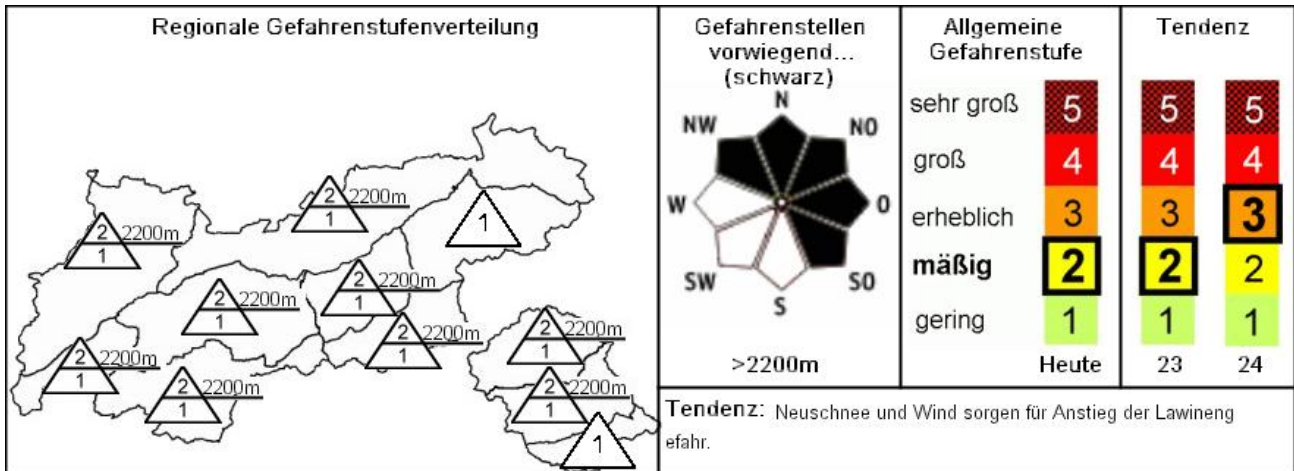 Regionale Gefahrenstufenverteilung
2 2200m
1
2 2200m
1
1
2 2200m
1
2 2200m
1
2 2200m
1
2 2200m
1
2 2200m
1
2 2200m
1
2 2200m
1
1
Gefahrenstellen
vorwiegend...
(schwarz)
N
NW NO
W O
SW SO
S
>2200m
Allgemeine
Gefahrenstufe
Tendenz
sehr groß 5 5 5
groß 4 4 4
erheblich 3 3 3
mäßig 2 2 2
gering 1 1 1
Heute 23 24
Tendenz: Neuschnee und Wind sorgen für Anstieg der Lawineng
efahr.